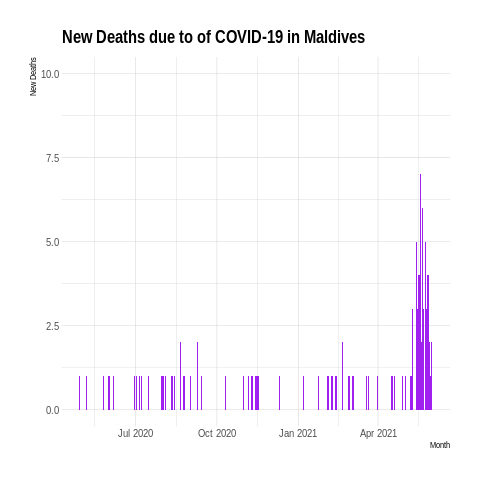 New Deaths due to of COVID-19 in Maldives
New Deaths
10.0
7.5
5.0
2.5
0.0
Jul 2020 Oct 2020 Jan 2021 Apr 2021
Month